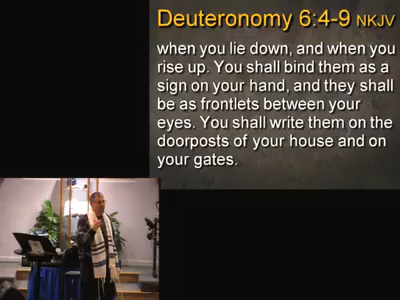 Deuteronomy 6:4-9 NKJV
when you lie down, and when you
rise up. You shall bind them as a
sign on your hand, and they shall
be as frontlets between your
eyes. You shall write them on the
doorposts of your house and on
your gates.